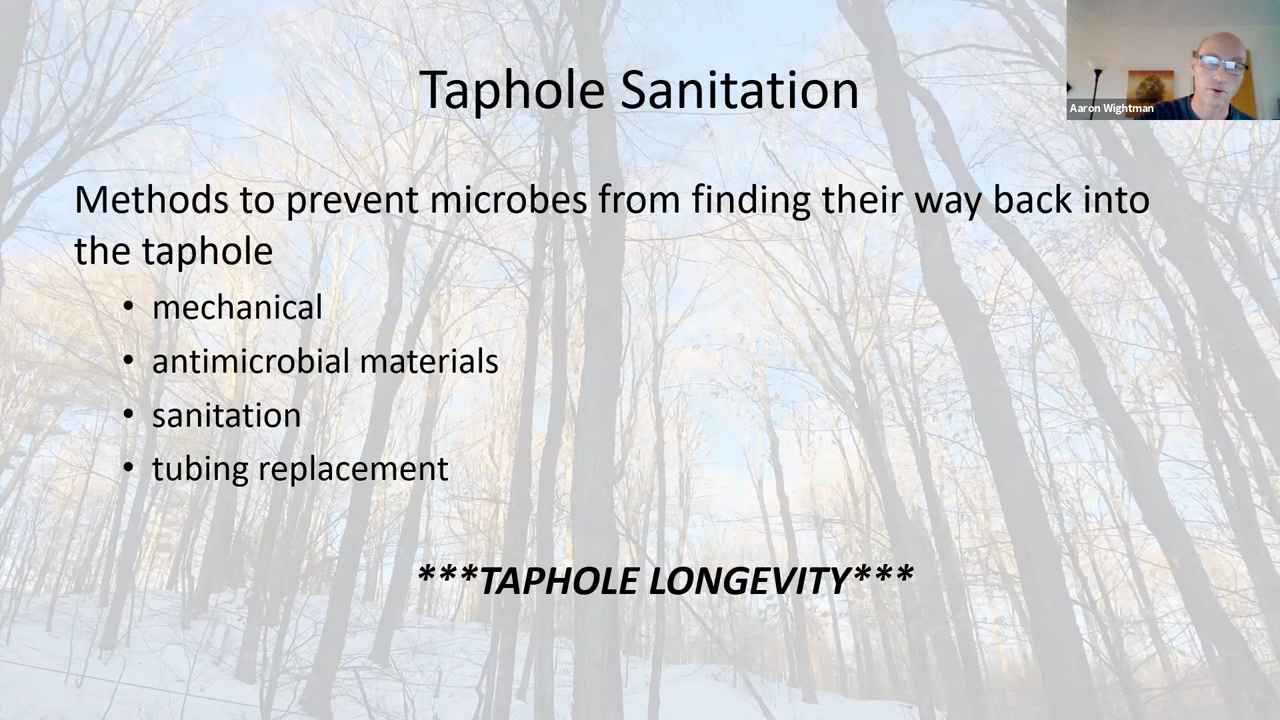 Taphole Sanitation
Aaron Wightman
Methods to prevent microbes from finding their way back into
the taphole
• mechanical
• antimicrobial materials
• sanitation
• tubing replacement
***TAPHOLE LONGEVITY***